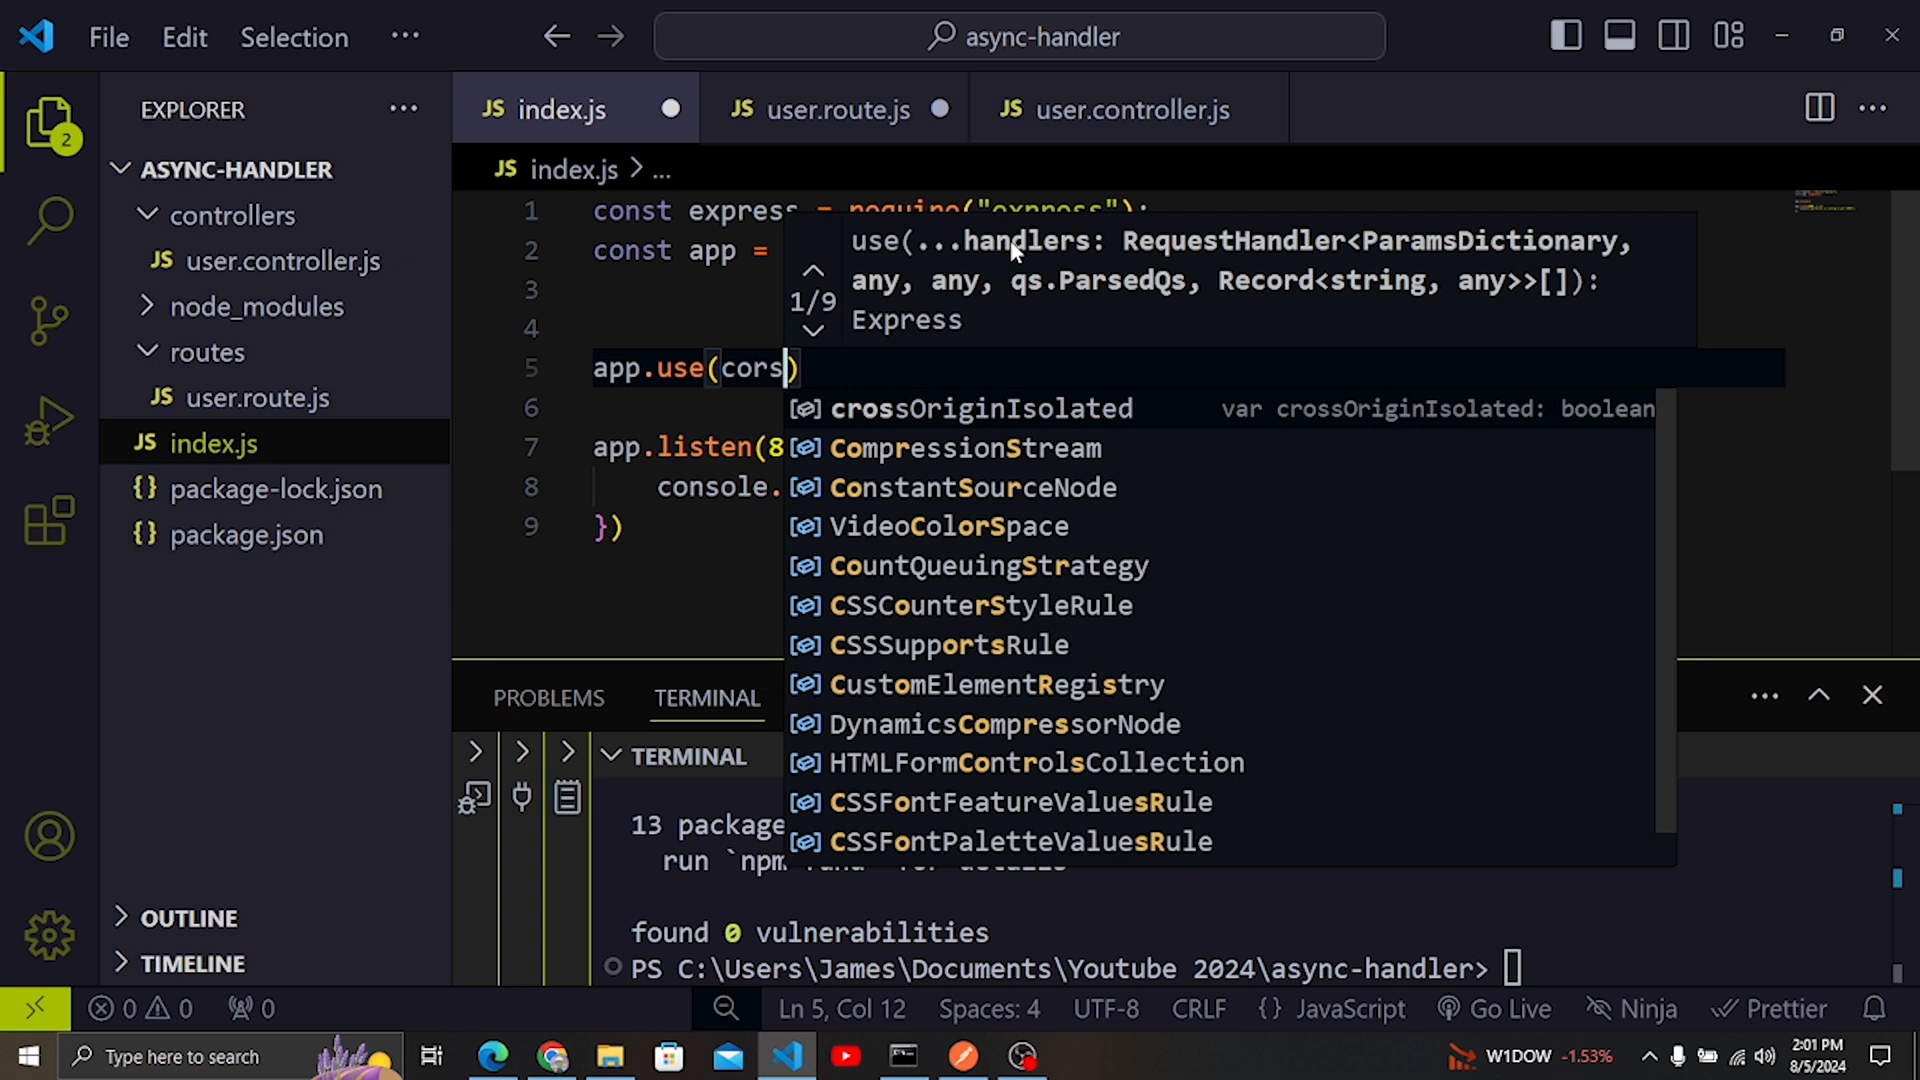 File Edit Selection ···
async-handler
EXPLORER ···
2
ASYNC-HANDLER
controllers
JS user.controller.js
node_modules
routes
JS user.route.js
JS index.js
{} package-lock.json
{} package.json
OUTLINE
TIMELINE
JS index.js
JS user.route.js
JS user.controller.js
JS index.js > ...
1 const express = require("express");
2 const app =
3
4
5 app.use(cors)
6
7 app.listen(8
8 console.
9 })
1/9
use(...handlers: RequestHandler<ParamsDictionary,
any, any, qs.ParsedQs, Record<string, any>>[]):
Express
crossOriginIsolated var crossOriginIsolated: boolean
CompressionStream
ConstantSourceNode
VideoColorSpace
CountQueuingStrategy
CSSCounterStyleRule
CSSSupportsRule
CustomElementRegistry
DynamicsCompressorNode
HTMLFormControlsCollection
CSSFontFeatureValuesRule
CSSFontPaletteValuesRule
PROBLEMS TERMINAL
TERMINAL
13 package
run `npm fund` for details
found 0 vulnerabilities
PS C:\Users\James\Documents\Youtube 2024\async-handler>
0 0 0
Ln 5, Col 12 Spaces: 4 UTF-8 CRLF {} JavaScript Go Live Ninja Prettier
Type here to search
W1DOW -1.53%
2:01 PM
8/5/2024